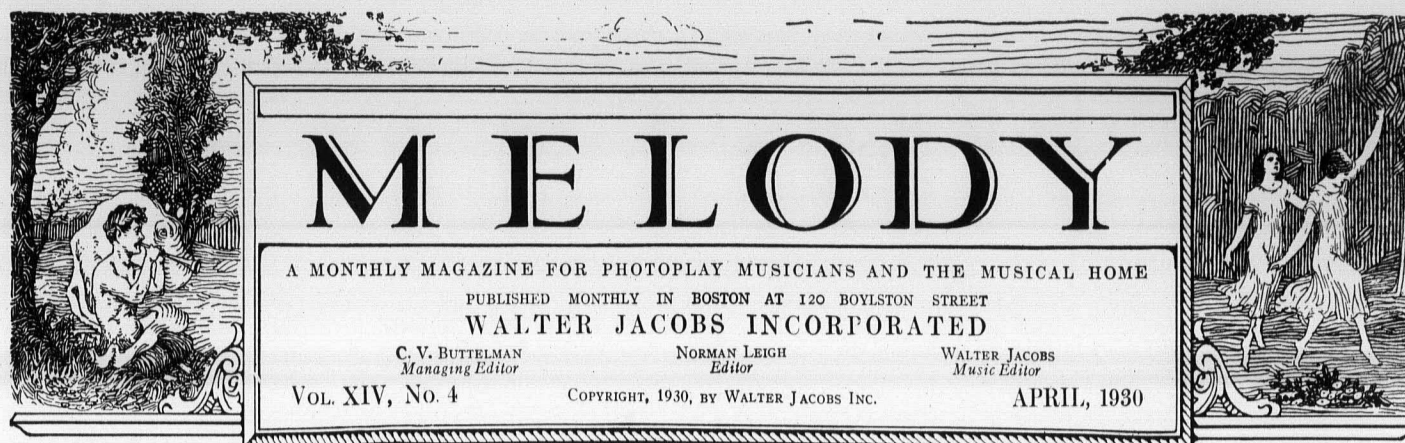 MELODY
A MONTHLY MAGAZINE FOR PHOTOPLAY MUSICIANS AND THE MUSICAL HOME
PUBLISHED MONTHLY IN BOSTON AT 120 BOYLSTON STREET
WALTER JACOBS INCORPORATED
C. V. BUTTELMAN
Managing Editor
NORMAN LEIGH
Editor
WALTER JACOBS
Music Editor
VOL. XIV, No. 4 COPYRIGHT, 1930, BY WALTER JACOBS INC. APRIL, 1930